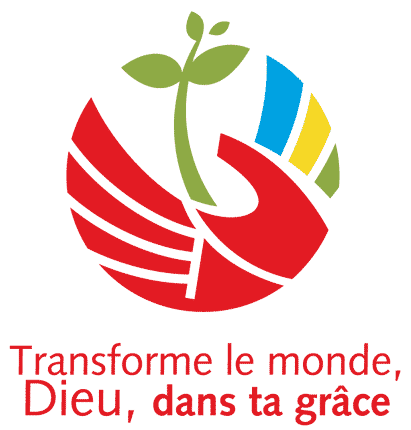 Transforme le monde,
Dieu, dans ta grâce